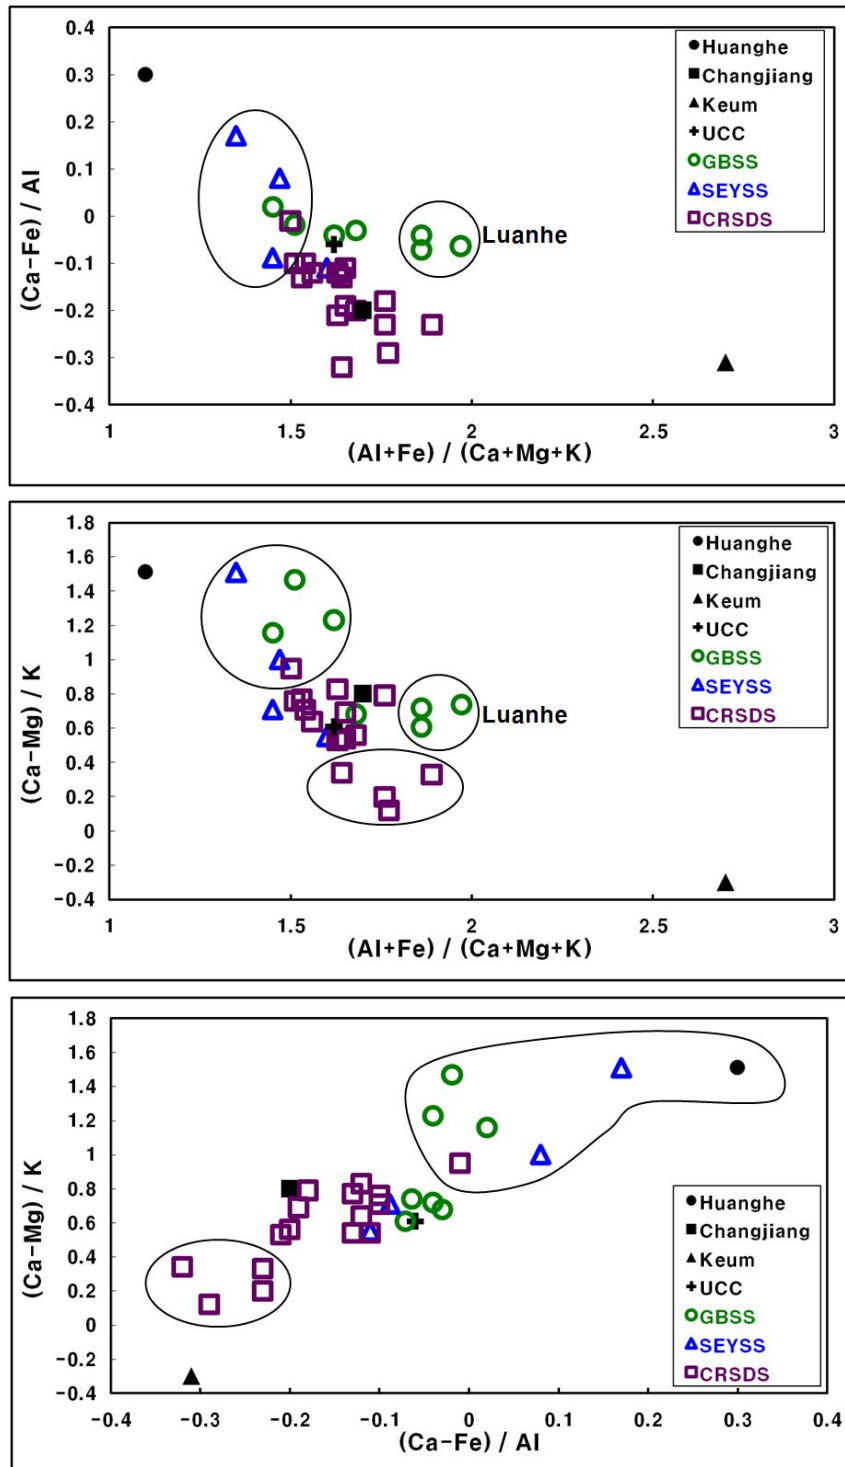 (Ca-Fe) / Al
0.4
0.3
0.2
0.1
0
-0.1
-0.2
-0.3
-0.4
1
1.5
2
2.5
3
(Al+Fe) / (Ca+Mg+K)
Luanhe
Huanghe
Changjiang
Keum
UCC
GBSS
SEYSS
CRSDS
(Ca-Mg) / K
1.8
1.6
1.4
1.2
1
0.8
0.6
0.4
0.2
0
-0.2
-0.4
1
1.5
2
2.5
3
(Al+Fe) / (Ca+Mg+K)
Luanhe
Huanghe
Changjiang
Keum
UCC
GBSS
SEYSS
CRSDS
(Ca-Mg) / K
1.8
1.6
1.4
1.2
1
0.8
0.6
0.4
0.2
0
-0.2
-0.4
-0.4
-0.3
-0.2
-0.1
0
0.1
0.2
0.3
0.4
(Ca-Fe) / Al
Huanghe
Changjiang
Keum
UCC
GBSS
SEYSS
CRSDS